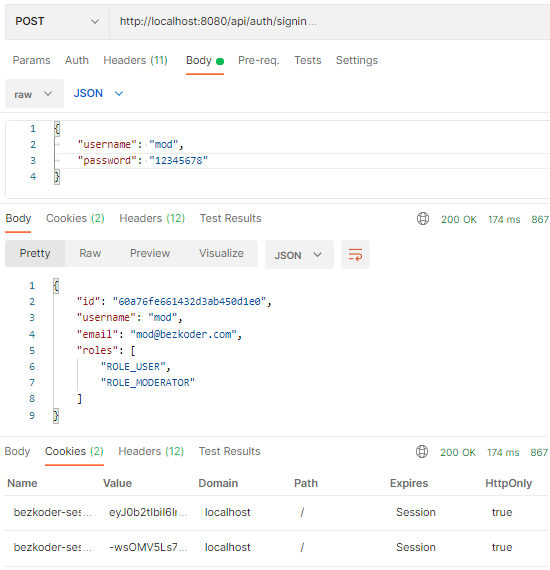 POST http://localhost:8080/api/auth/signin ...
Params Auth Headers (11) Body Pre-req. Tests Settings
raw JSON
1 {
2 "username": "mod",
3 "password": "12345678"
4 }
Body Cookies (2) Headers (12) Test Results 200 OK 174 ms 867
Pretty Raw Preview Visualize JSON
1 {
2 "id": "60a76fe661432d3ab450d1e0",
3 "username": "mod",
4 "email": "mod@bezkoder.com",
5 "roles": [
6 "ROLE_USER",
7 "ROLE_MODERATOR"
8 ]
9 }
Body Cookies (2) Headers (12) Test Results 200 OK 174 ms 867
Name Value Domain Path Expires HttpOnly
bezkoder-ses... eyJ0b2tlbiI6Ir... localhost / Session true
bezkoder-ses... -wsOMV5Ls7... localhost / Session true